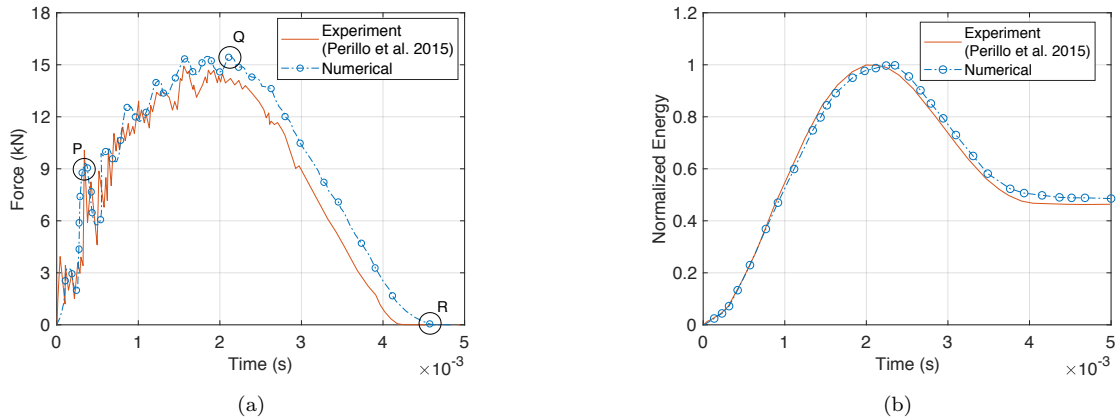 18
15
12
9
6
3
0
0
1
2
3
4
5
Force (kN)
Time (s)
×10⁻³
P
Q
R
Experiment
(Perillo et al. 2015)
Numerical
(a)
1.2
1
0.8
0.6
0.4
0.2
0
0
1
2
3
4
5
Normalized Energy
Time (s)
×10⁻³
Experiment
(Perillo et al. 2015)
Numerical
(b)